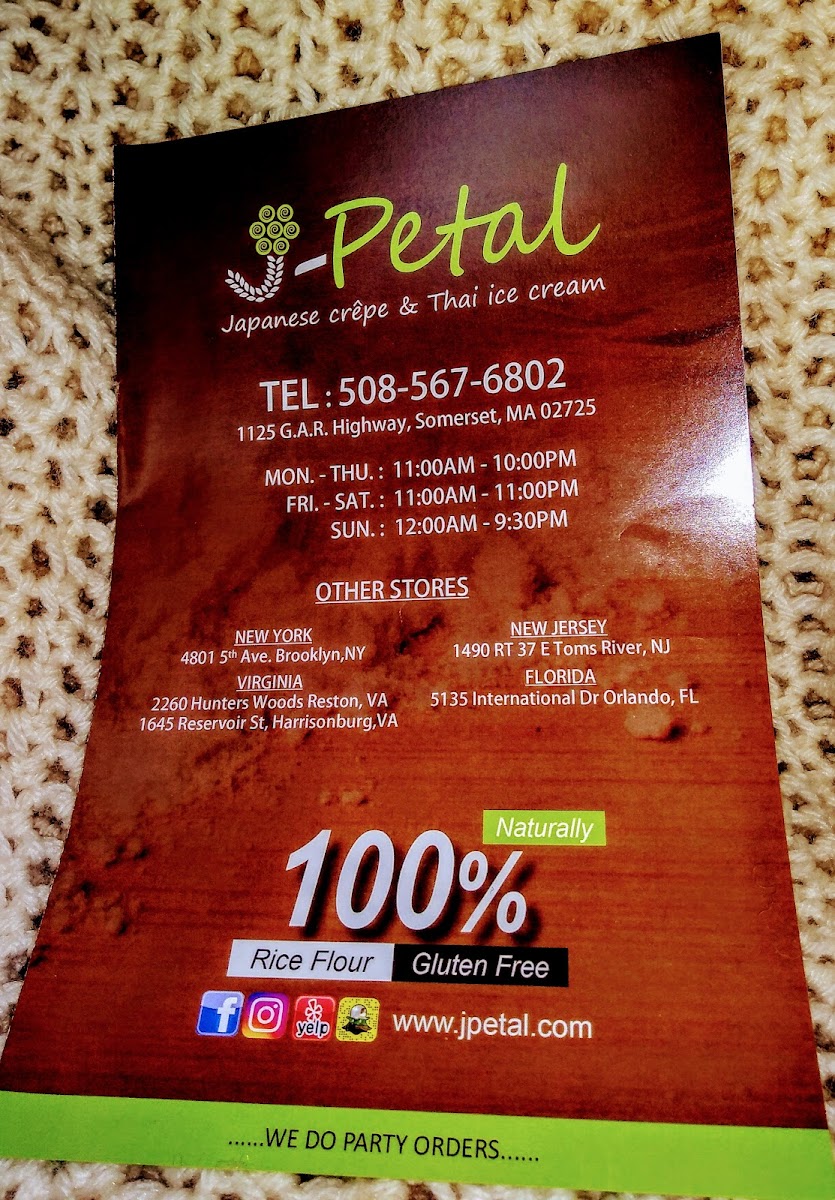 J-Petal
Japanese crêpe & Thai ice cream
TEL : 508-567-6802
1125 G.A.R. Highway, Somerset, MA 02725
MON. - THU. : 11:00AM - 10:00PM
FRI. - SAT. : 11:00AM - 11:00PM
SUN. : 12:00AM - 9:30PM
OTHER STORES
NEW YORK
4801 5th Ave. Brooklyn,NY
VIRGINIA
2260 Hunters Woods Reston, VA
1645 Reservoir St, Harrisonburg,VA
NEW JERSEY
1490 RT 37 E Toms River, NJ
FLORIDA
5135 International Dr Orlando, FL
Naturally
100%
Rice Flour Gluten Free
f yelp www.jpetal.com
......WE DO PARTY ORDERS......